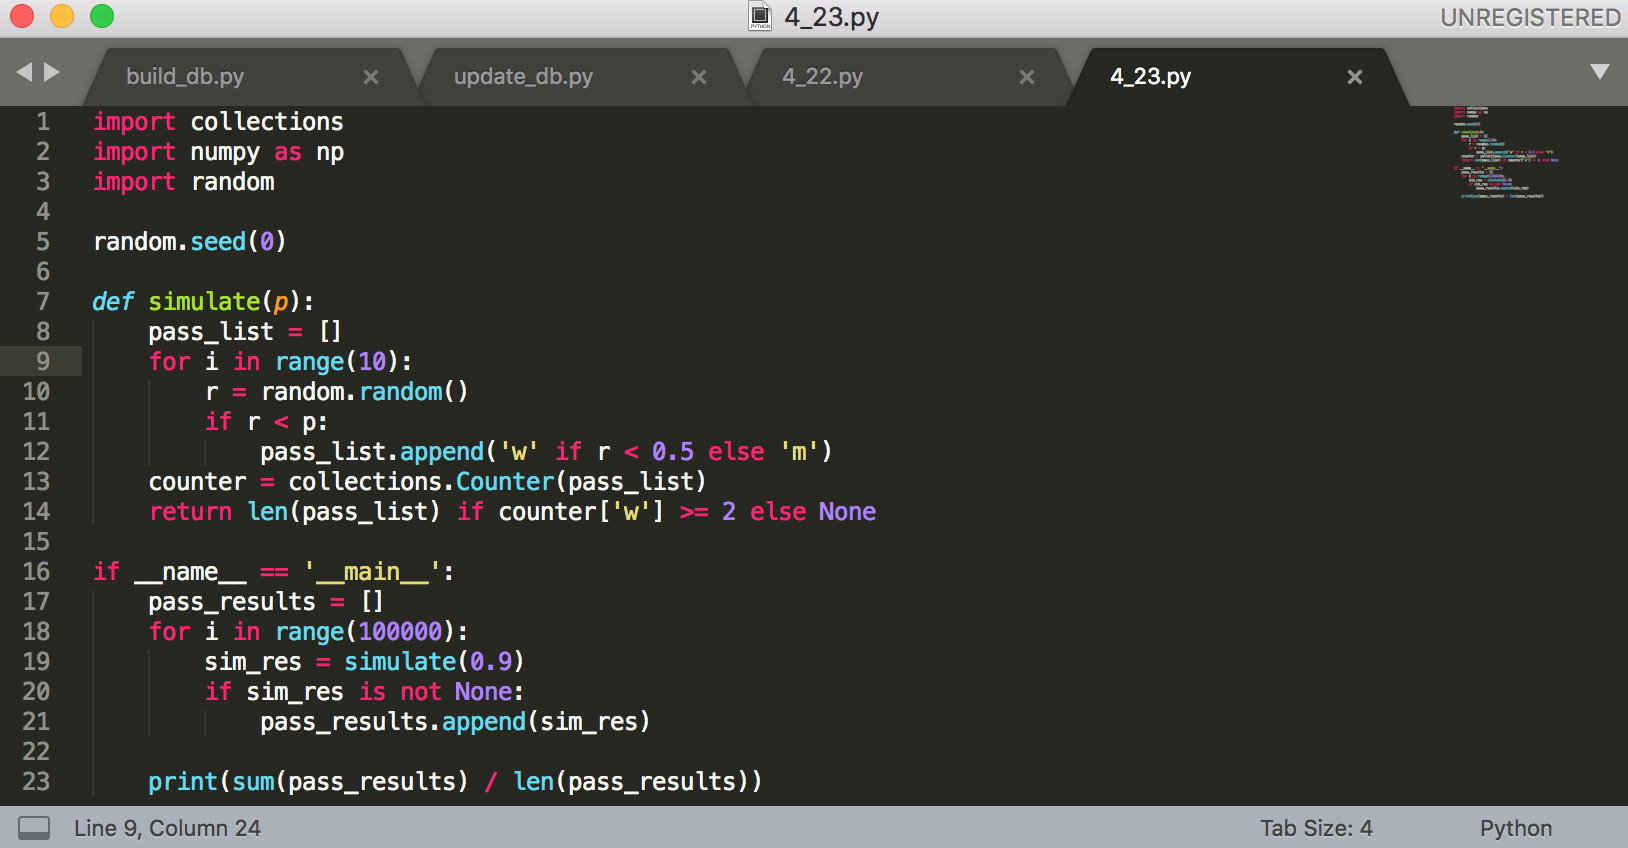 4_23.py
UNREGISTERED
build_db.py × update_db.py × 4_22.py × 4_23.py ×
1 import collections
2 import numpy as np
3 import random
4
5 random.seed(0)
6
7 def simulate(p):
8     pass_list = []
9     for i in range(10):
10         r = random.random()
11         if r < p:
12             pass_list.append('w' if r < 0.5 else 'm')
13     counter = collections.Counter(pass_list)
14     return len(pass_list) if counter['w'] >= 2 else None
15
16 if __name__ == '__main__':
17     pass_results = []
18     for i in range(100000):
19         sim_res = simulate(0.9)
20         if sim_res is not None:
21             pass_results.append(sim_res)
22
23     print(sum(pass_results) / len(pass_results))
Line 9, Column 24
Tab Size: 4
Python